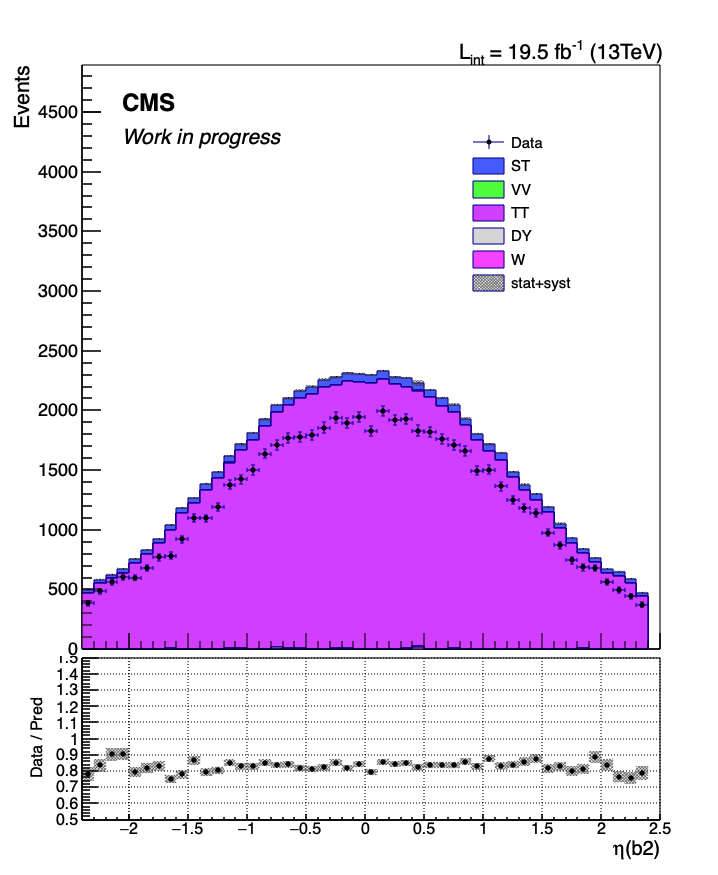 L_int = 19.5 fb^-1 (13TeV)
Events
CMS
Work in progress
Data
ST
VV
TT
DY
W
stat+syst
4500
4000
3500
3000
2500
2000
1500
1000
500
0
Data / Pred
1.5
1.4
1.3
1.2
1.1
1
0.9
0.8
0.7
0.6
0.5
−2 −1.5 −1 −0.5 0 0.5 1 1.5 2 2.5
η(b2)